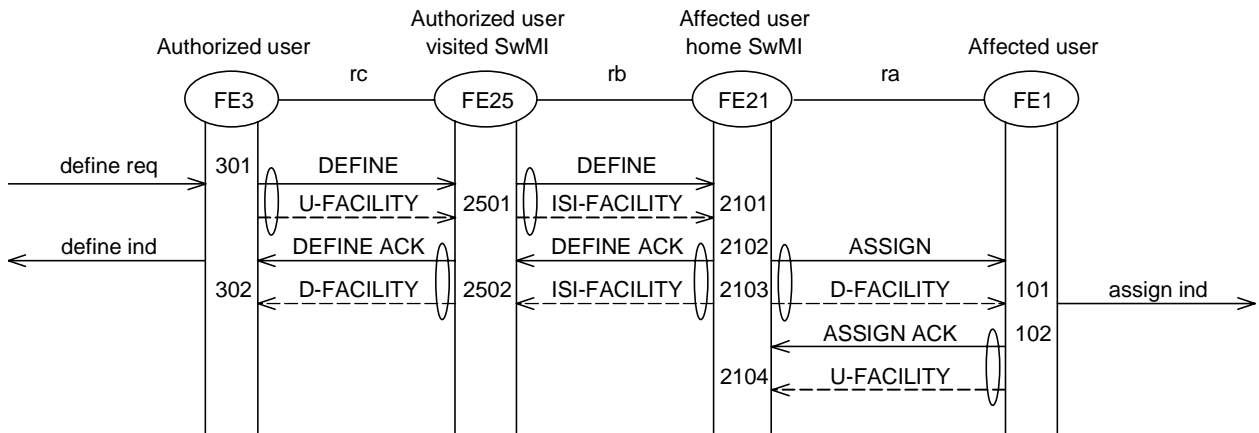 Authorized user
Authorized user
visited SwMI
Affected user
home SwMI
Affected user
rc
rb
ra
FE3
FE25
FE21
FE1
define req
301
DEFINE
DEFINE
U-FACILITY
2501
ISI-FACILITY
2101
define ind
DEFINE ACK
DEFINE ACK
2102
ASSIGN
302
D-FACILITY
2502
ISI-FACILITY
2103
D-FACILITY
101
assign ind
ASSIGN ACK
102
2104
U-FACILITY